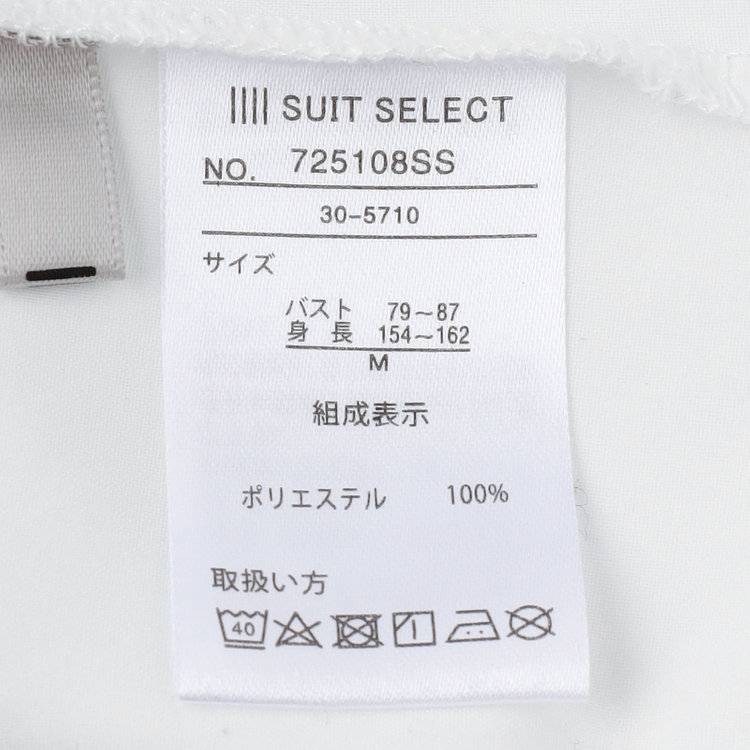 SUIT SELECT
NO. 725108SS
30-5710
サイズ
バスト 79～87
身長 154～162
M
組成表示
ポリエステル 100%
取扱い方
40